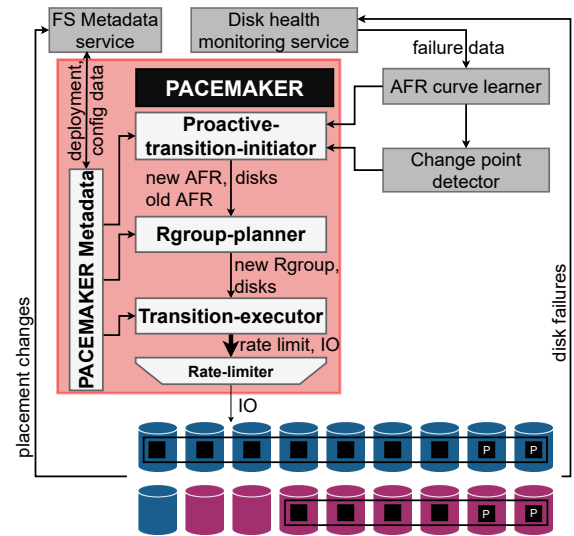 FS Metadata
service
Disk health
monitoring service
failure data
deployment,
config data
PACEMAKER
AFR curve learner
Proactive-
transition-initiator
Change point
detector
new AFR, disks
old AFR
PACEMAKER Metadata
Rgroup-planner
new Rgroup,
disks
Transition-executor
rate limit, IO
Rate-limiter
IO
placement changes
disk failures
P P
P P